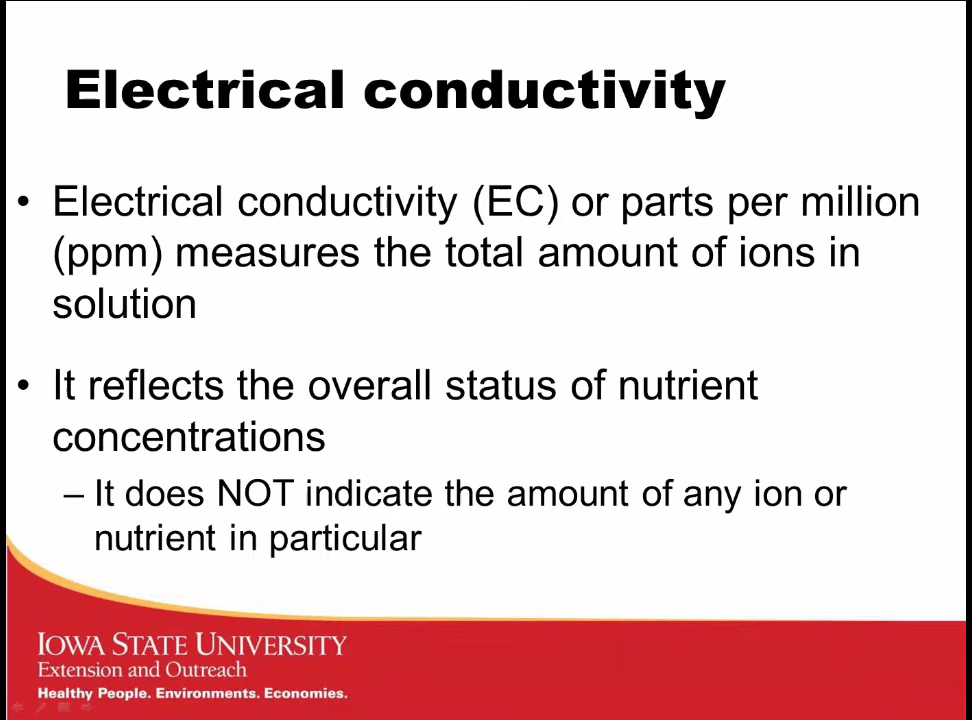 Electrical conductivity
• Electrical conductivity (EC) or parts per million
(ppm) measures the total amount of ions in
solution
• It reflects the overall status of nutrient
concentrations
– It does NOT indicate the amount of any ion or
nutrient in particular
IOWA STATE UNIVERSITY
Extension and Outreach
Healthy People. Environments. Economies.